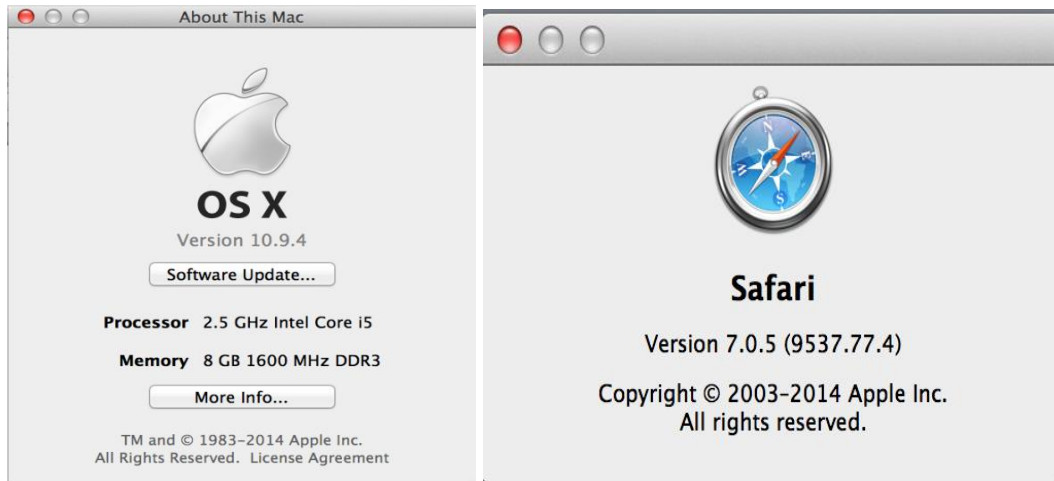 About This Mac
OS X
Version 10.9.4
Software Update...
Processor 2.5 GHz Intel Core i5
Memory 8 GB 1600 MHz DDR3
More Info...
TM and © 1983–2014 Apple Inc.
All Rights Reserved. License Agreement
N
W
E
S
Safari
Version 7.0.5 (9537.77.4)
Copyright © 2003–2014 Apple Inc.
All rights reserved.